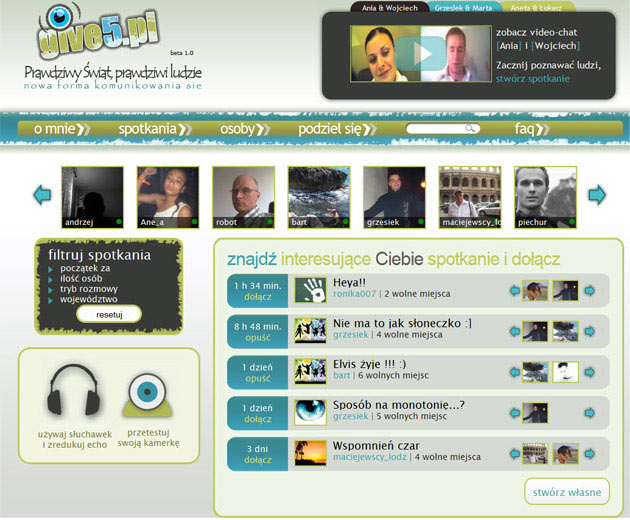 give5.pl
beta 1.0
Prawdziwy Świat, prawdziwi ludzie
nowa forma komunikowania sie
Ania & Wojciech
Grzesiek & Marta
Aneta & Łukasz
zobacz video-chat
[Ania] i [Wojciech]
Zacznij poznawać ludzi,
stwórz spotkanie
o mnie
spotkania
osoby
podziel się
faq
andrzej
Ane_a
robot
bart
grzesiek
maciejewscy_lo
piechur
filtruj spotkania
początek za
ilość osób
tryb rozmowy
województwo
resetuj
używaj słuchawek
i zredukuj echo
przetestuj
swoją kamerkę
znajdź interesujące Ciebie spotkanie i dołącz
1 h 34 min.
dołącz
Heya!!
ronika007 | 2 wolne miejsca
8 h 48 min.
opuść
Nie ma to jak słoneczko :]
grzesiek | 4 wolne miejsca
1 dzień
opuść
Elvis żyje !!! :)
bart | 6 wolnych miejsc
1 dzień
dołącz
Sposób na monotonię...?
grzesiek | 5 wolnych miejsc
3 dni
dołącz
Wspomnień czar
maciejewscy_lodz | 4 wolne miejsca
stwórz własne